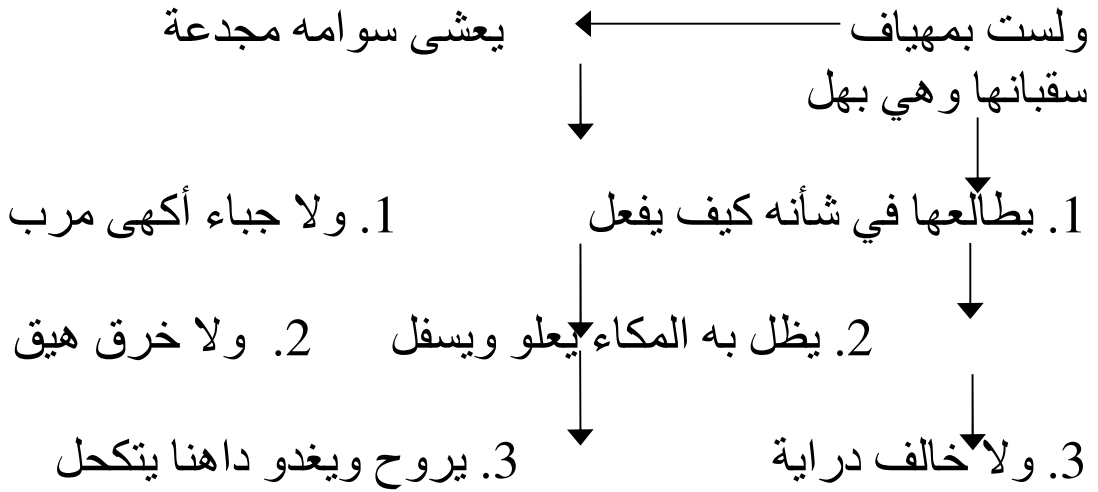 ولست بمهياف يعشى سوامه مجدعة
سقبانها وهي بهل
1. يطالعها في شأنه كيف يفعل 1. ولا جباء أكهى مرب
2. يظل به المكاء يعلو ويسفل 2. ولا خرق هيق
3. ولا خالف دراية 3. يروح ويغدو داهنا يتكحل